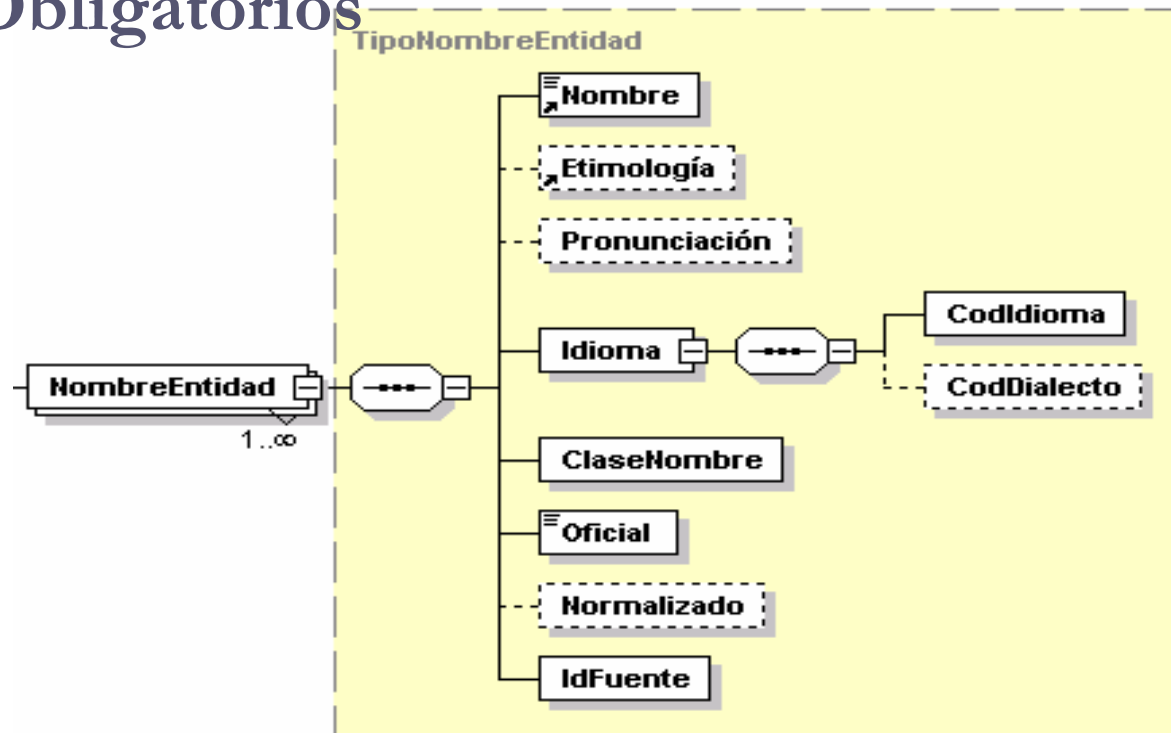 Obligatorios
TipoNombreEntidad
Nombre
Etimología
Pronunciación
Idioma
CodIdioma
CodDialecto
NombreEntidad
1..∞
ClaseNombre
Oficial
Normalizado
IdFuente